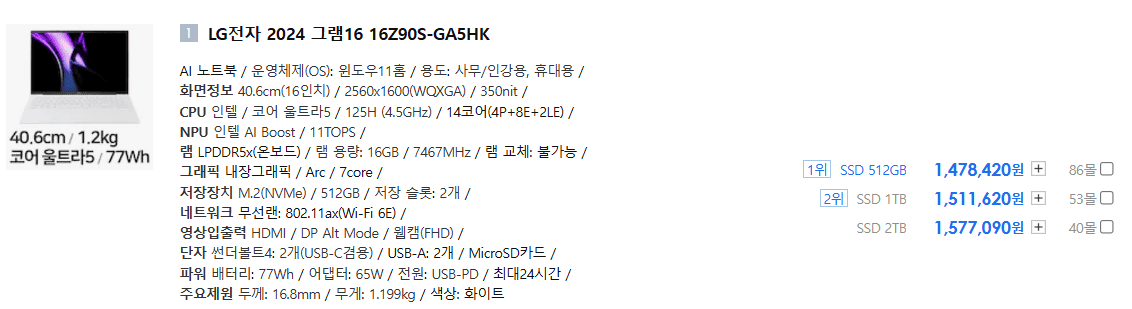 1 LG전자 2024 그램16 16Z90S-GA5HK
40.6cm / 1.2kg
코어 울트라5 / 77Wh
AI 노트북 / 운영체제(OS): 윈도우11홈 / 용도: 사무/인강용, 휴대용 /
화면정보 40.6cm(16인치) / 2560x1600(WQXGA) / 350nit /
CPU 인텔 / 코어 울트라5 / 125H (4.5GHz) / 14코어(4P+8E+2LE) /
NPU 인텔 AI Boost / 11TOPS /
램 LPDDR5x(온보드) / 램 용량: 16GB / 7467MHz / 램 교체: 불가능 /
그래픽 내장그래픽 / Arc / 7core /
저장장치 M.2(NVMe) / 512GB / 저장 슬롯: 2개 /
네트워크 무선랜: 802.11ax(Wi-Fi 6E) /
영상입출력 HDMI / DP Alt Mode / 웹캠(FHD) /
단자 썬더볼트4: 2개(USB-C겸용) / USB-A: 2개 / MicroSD카드 /
파워 배터리: 77Wh / 어댑터: 65W / 전원: USB-PD / 최대24시간 /
주요제원 두께: 16.8mm / 무게: 1.199kg / 색상: 화이트
1위 SSD 512GB 1,478,420원 + 86몰
2위 SSD 1TB 1,511,620원 + 53몰
SSD 2TB 1,577,090원 + 40몰